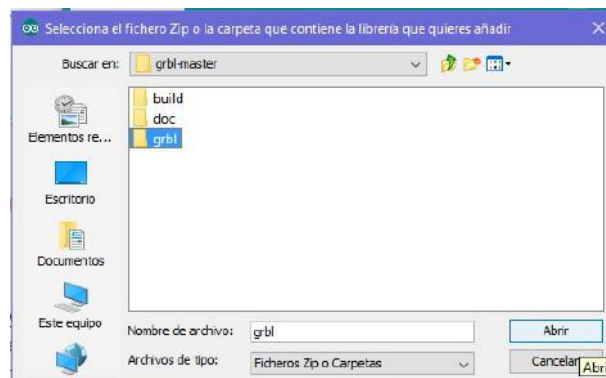 Selecciona el fichero Zip o la carpeta que contiene la librería que quieres añadir
Buscar en: grbl-master
build
doc
grbl
Elementos re...
Escritorio
Documentos
Este equipo
Nombre de archivo: grbl Abrir
Archivos de tipo: Ficheros Zip o Carpetas Cancelar
Abri